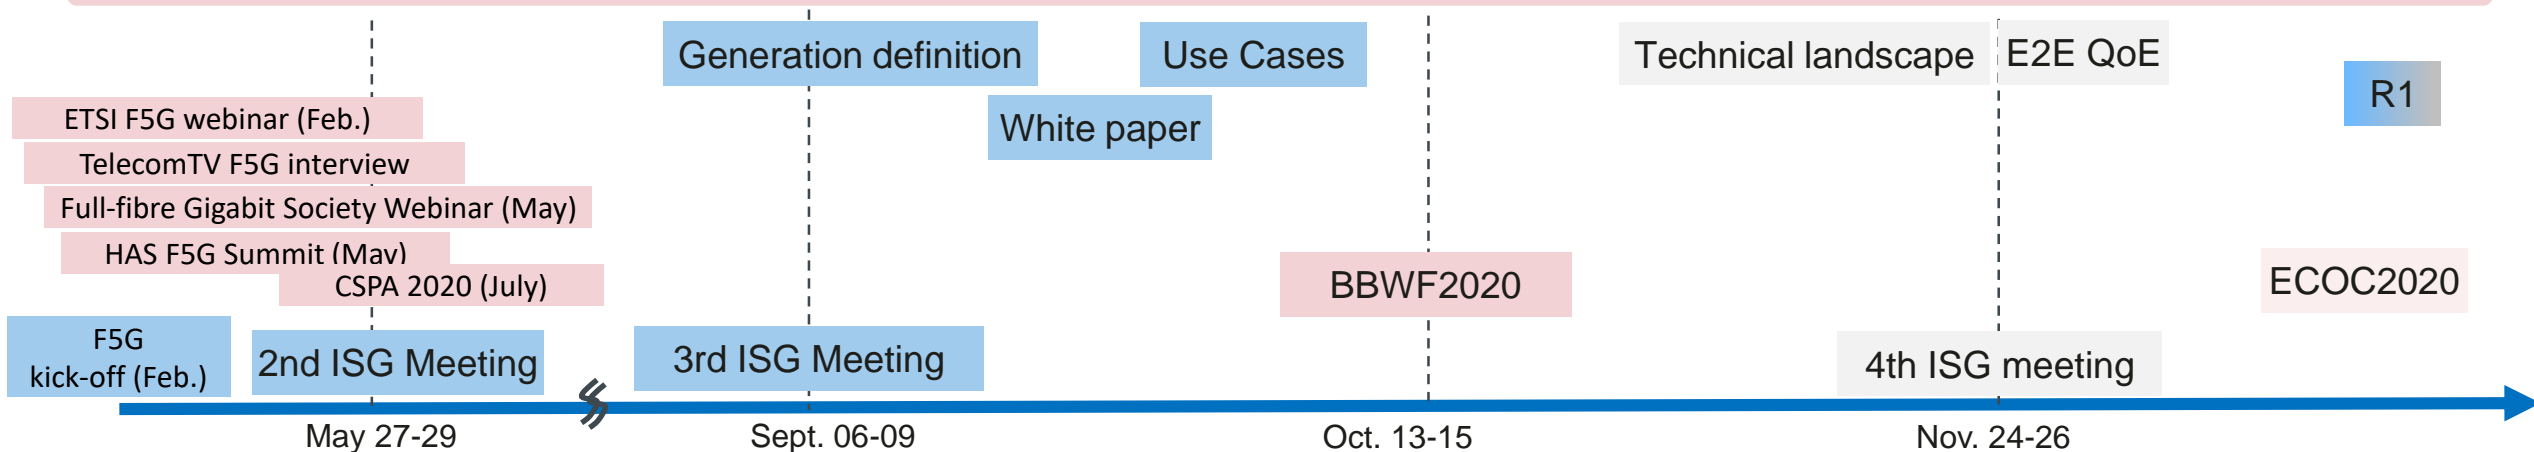 Generation definition
Use Cases
Technical landscape
E2E QoE
R1
White paper
ETSI F5G webinar (Feb.)
TelecomTV F5G interview
Full-fibre Gigabit Society Webinar (May)
HAS F5G Summit (May)
CSPA 2020 (July)
BBWF2020
ECOC2020
F5G
kick-off (Feb.)
2nd ISG Meeting
3rd ISG Meeting
4th ISG meeting
May 27-29
Sept. 06-09
Oct. 13-15
Nov. 24-26